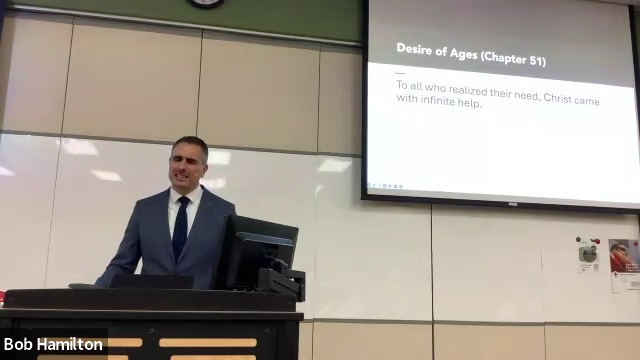 Desire of Ages (Chapter 51)
To all who realized their need, Christ came
with infinite help.
Bob Hamilton